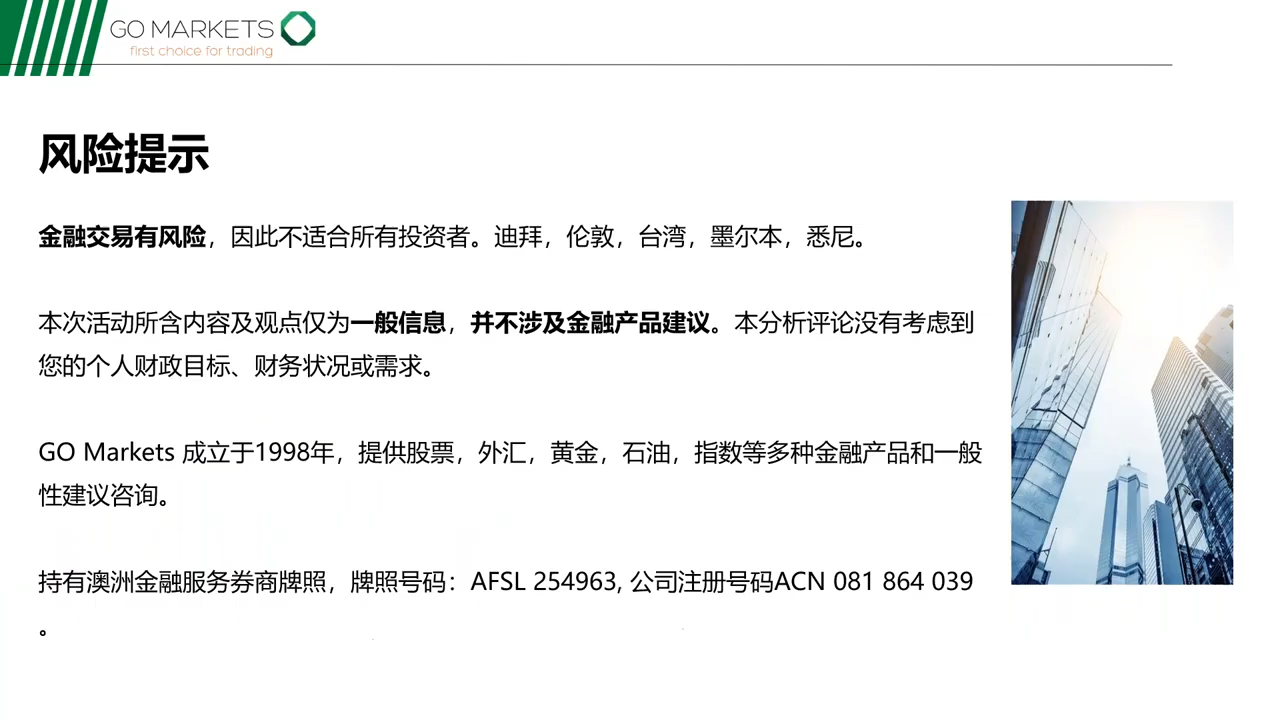 GO MARKETS
first choice for trading
风险提示
金融交易有风险，因此不适合所有投资者。迪拜，伦敦，台湾，墨尔本，悉尼。
本次活动所含内容及观点仅为一般信息，并不涉及金融产品建议。本分析评论没有考虑到
您的个人财政目标、财务状况或需求。
GO Markets 成立于1998年，提供股票，外汇，黄金，石油，指数等多种金融产品和一般
性建议咨询。
持有澳洲金融服务券商牌照，牌照号码：AFSL 254963, 公司注册号码ACN 081 864 039
。